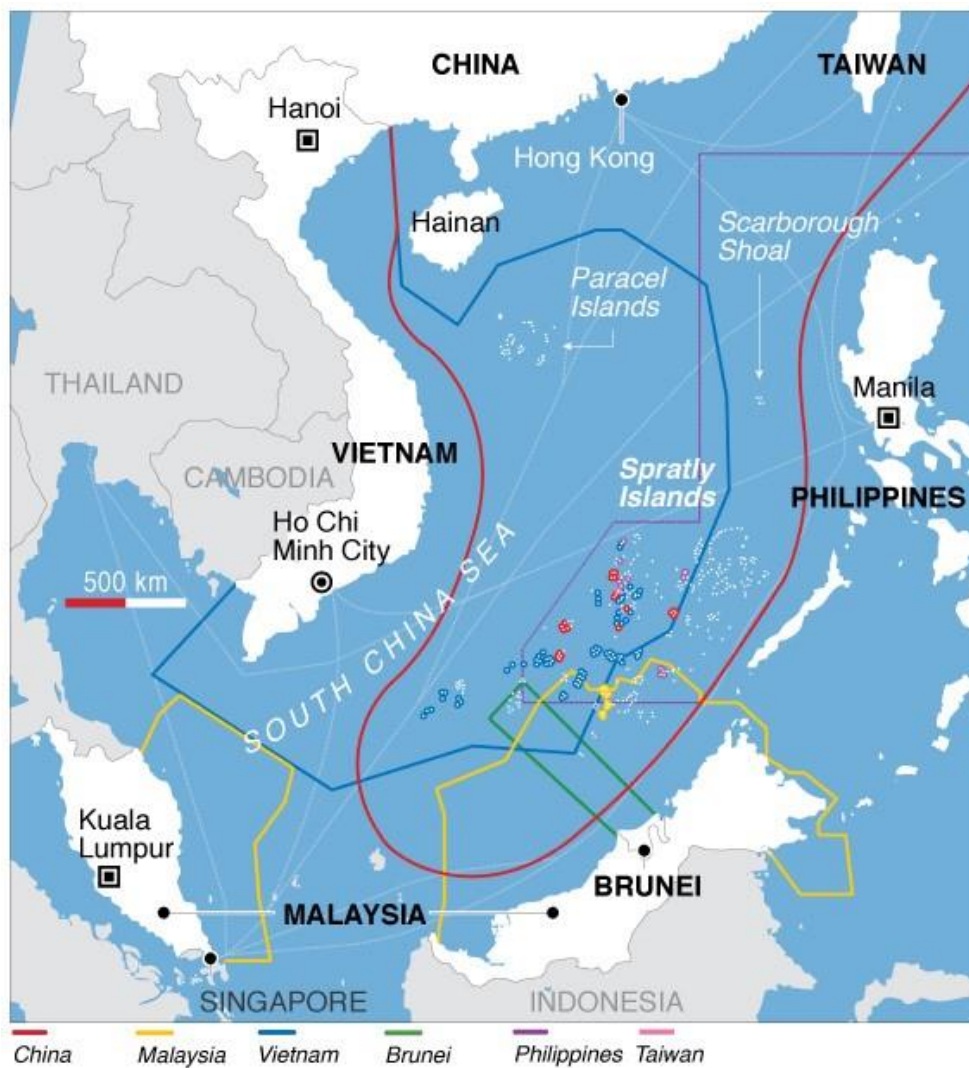 CHINA
TAIWAN
Hanoi
Hong Kong
Hainan
Scarborough
Shoal
Paracel
Islands
THAILAND
Manila
VIETNAM
CAMBODIA
Spratly
Islands
PHILIPPINES
Ho Chi
Minh City
500 km
SOUTH CHINA SEA
Kuala
Lumpur
BRUNEI
MALAYSIA
SINGAPORE
INDONESIA
China
Malaysia
Vietnam
Brunei
Philippines
Taiwan